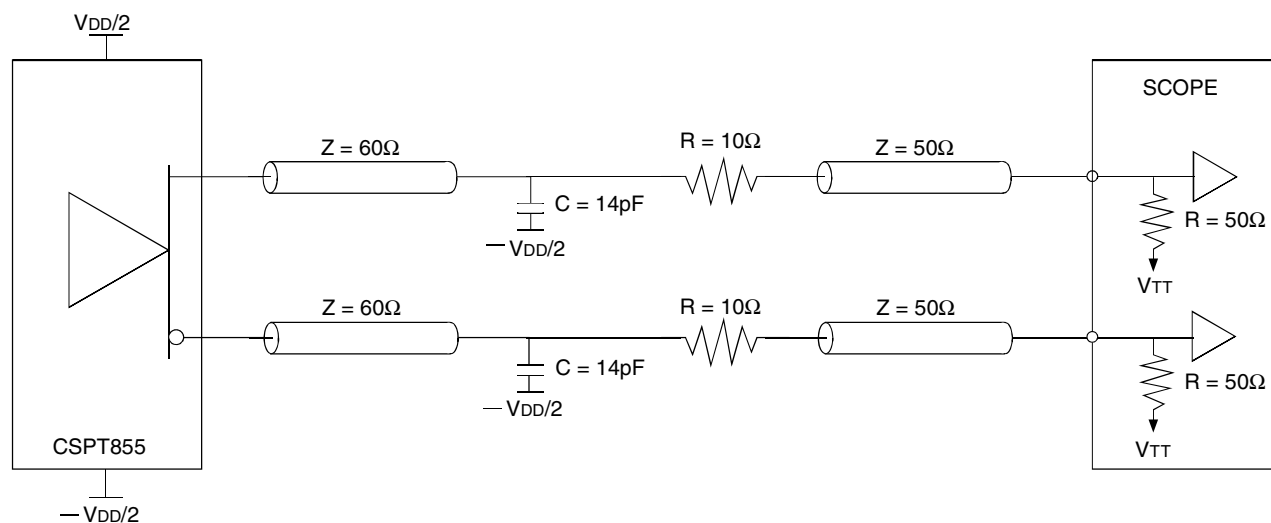 VDD/2
SCOPE
Z = 60Ω
R = 10Ω
Z = 50Ω
C = 14pF
R = 50Ω
—VDD/2
VTT
Z = 60Ω
R = 10Ω
Z = 50Ω
C = 14pF
R = 50Ω
—VDD/2
CSPT855
VTT
—VDD/2